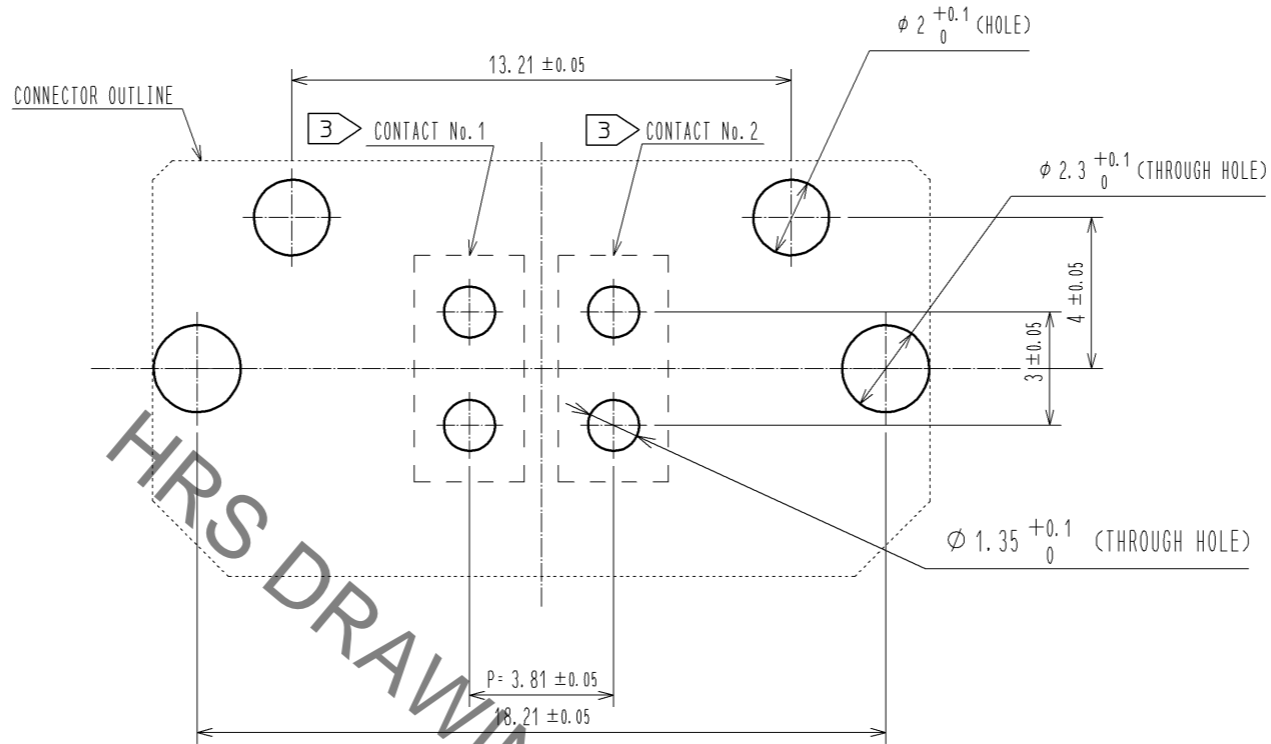 φ 2 +0.1 0 (HOLE)
13.21 ±0.05
CONNECTOR OUTLINE
3 CONTACT No.1
3 CONTACT No.2
φ 2.3 +0.1 0 (THROUGH HOLE)
4 ±0.05
3 ±0.05
φ 1.35 +0.1 0 (THROUGH HOLE)
P= 3.81 ±0.05
18.21 ±0.05
HRS DRAWIN